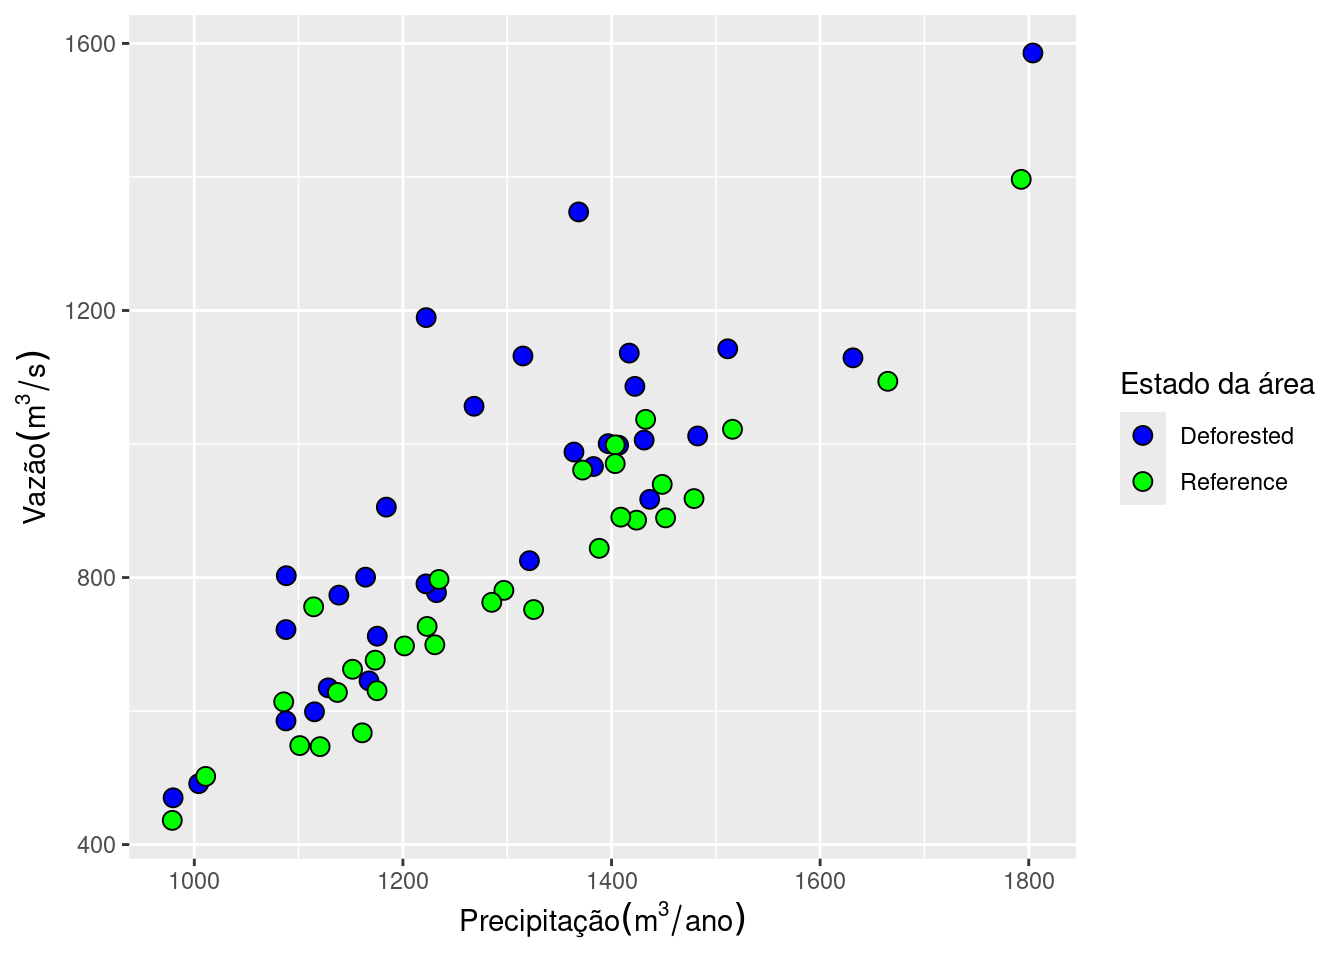 1600
1200
800
400
Vazão(m³/s)
1000 1200 1400 1600 1800
Precipitação(m³/ano)
Estado da área
Deforested
Reference